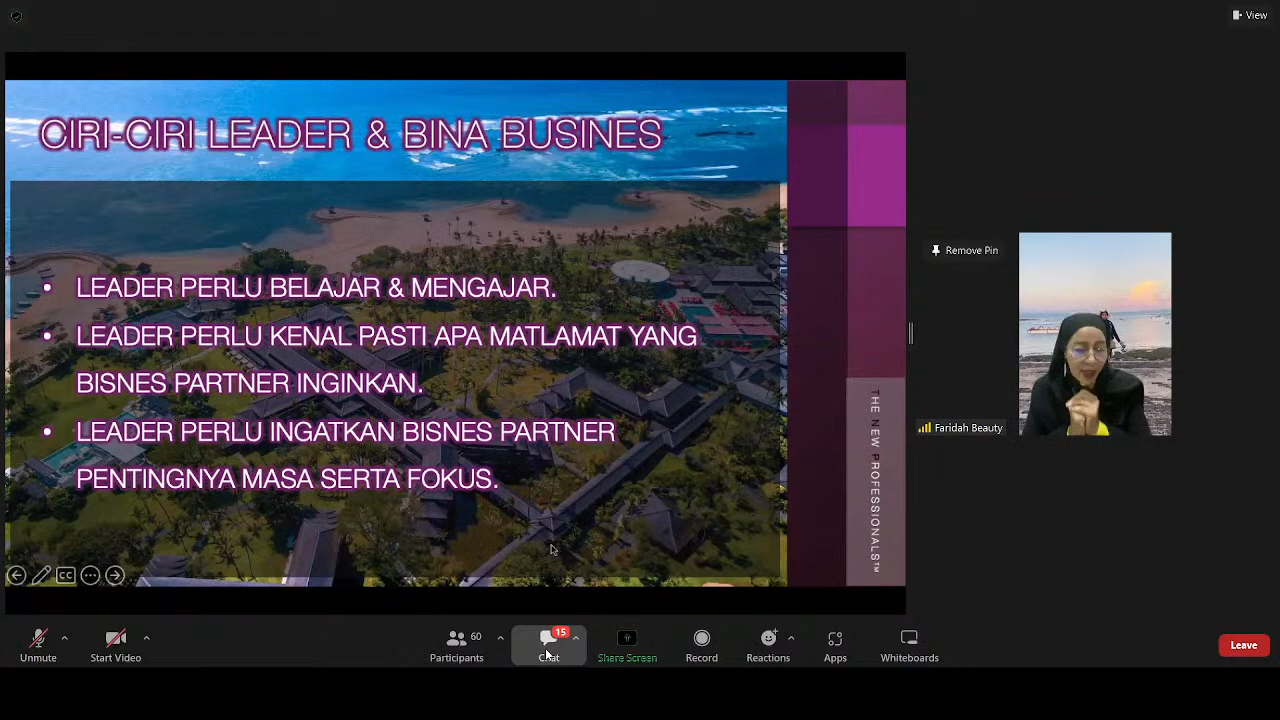 View
CIRI-CIRI LEADER & BINA BUSINES
• LEADER PERLU BELAJAR & MENGAJAR.
• LEADER PERLU KENAL PASTI APA MATLAMAT YANG
BISNES PARTNER INGINKAN.
• LEADER PERLU INGATKAN BISNES PARTNER
PENTINGNYA MASA SERTA FOKUS.
THE NEW PROFESSIONALS™
CC
Remove Pin
Faridah Beauty
60
15
Unmute
Start Video
Participants
Chat
Share Screen
Record
Reactions
Apps
Whiteboards
Leave